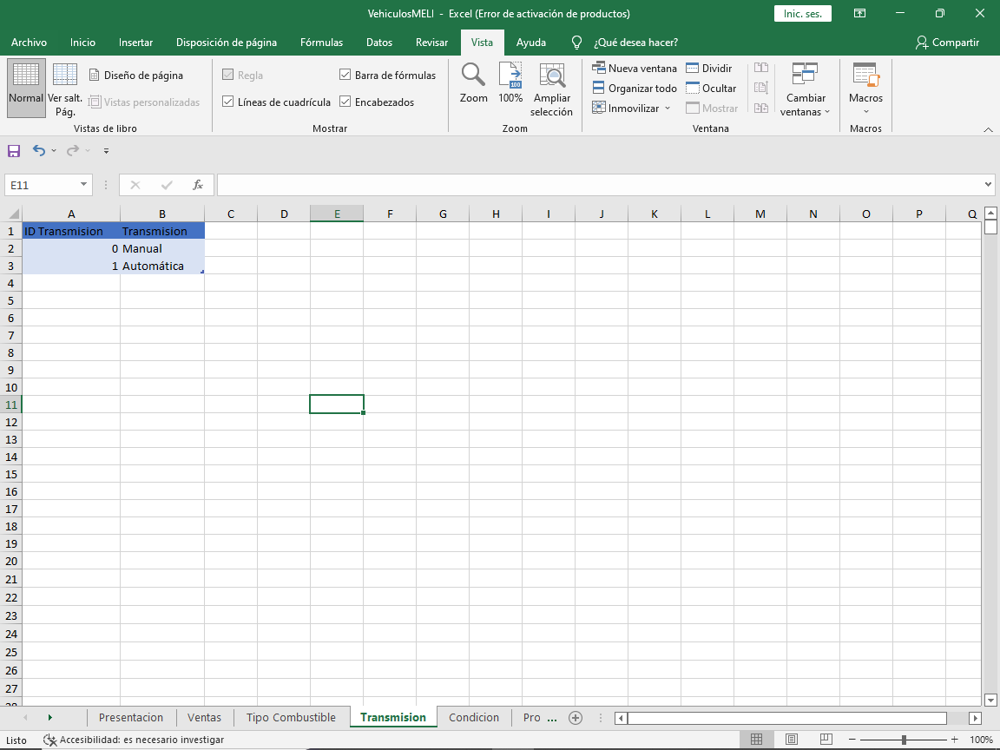 VehiculosMELI - Excel (Error de activación de productos)
Inic. ses.
Archivo Inicio Insertar Disposición de página Fórmulas Datos Revisar Vista Ayuda ¿Qué desea hacer? Compartir
Normal
Ver salt. Pág.
Diseño de página
Vistas personalizadas
Vistas de libro
Regla
Barra de fórmulas
Líneas de cuadrícula
Encabezados
Mostrar
Zoom
100
100%
Ampliar selección
Zoom
Nueva ventana
Organizar todo
Inmovilizar
Dividir
Ocultar
Mostrar
Cambiar ventanas
Ventana
Macros
Macros
E11
fx
A B C D E F G H I J K L M N O P Q
1 ID Transmision Transmision
2 0 Manual
3 1 Automática
4
5
6
7
8
9
10
11
12
13
14
15
16
17
18
19
20
21
22
23
24
25
26
27
28
Presentacion Ventas Tipo Combustible Transmision Condicion Pro ...
Listo Accesibilidad: es necesario investigar 100%